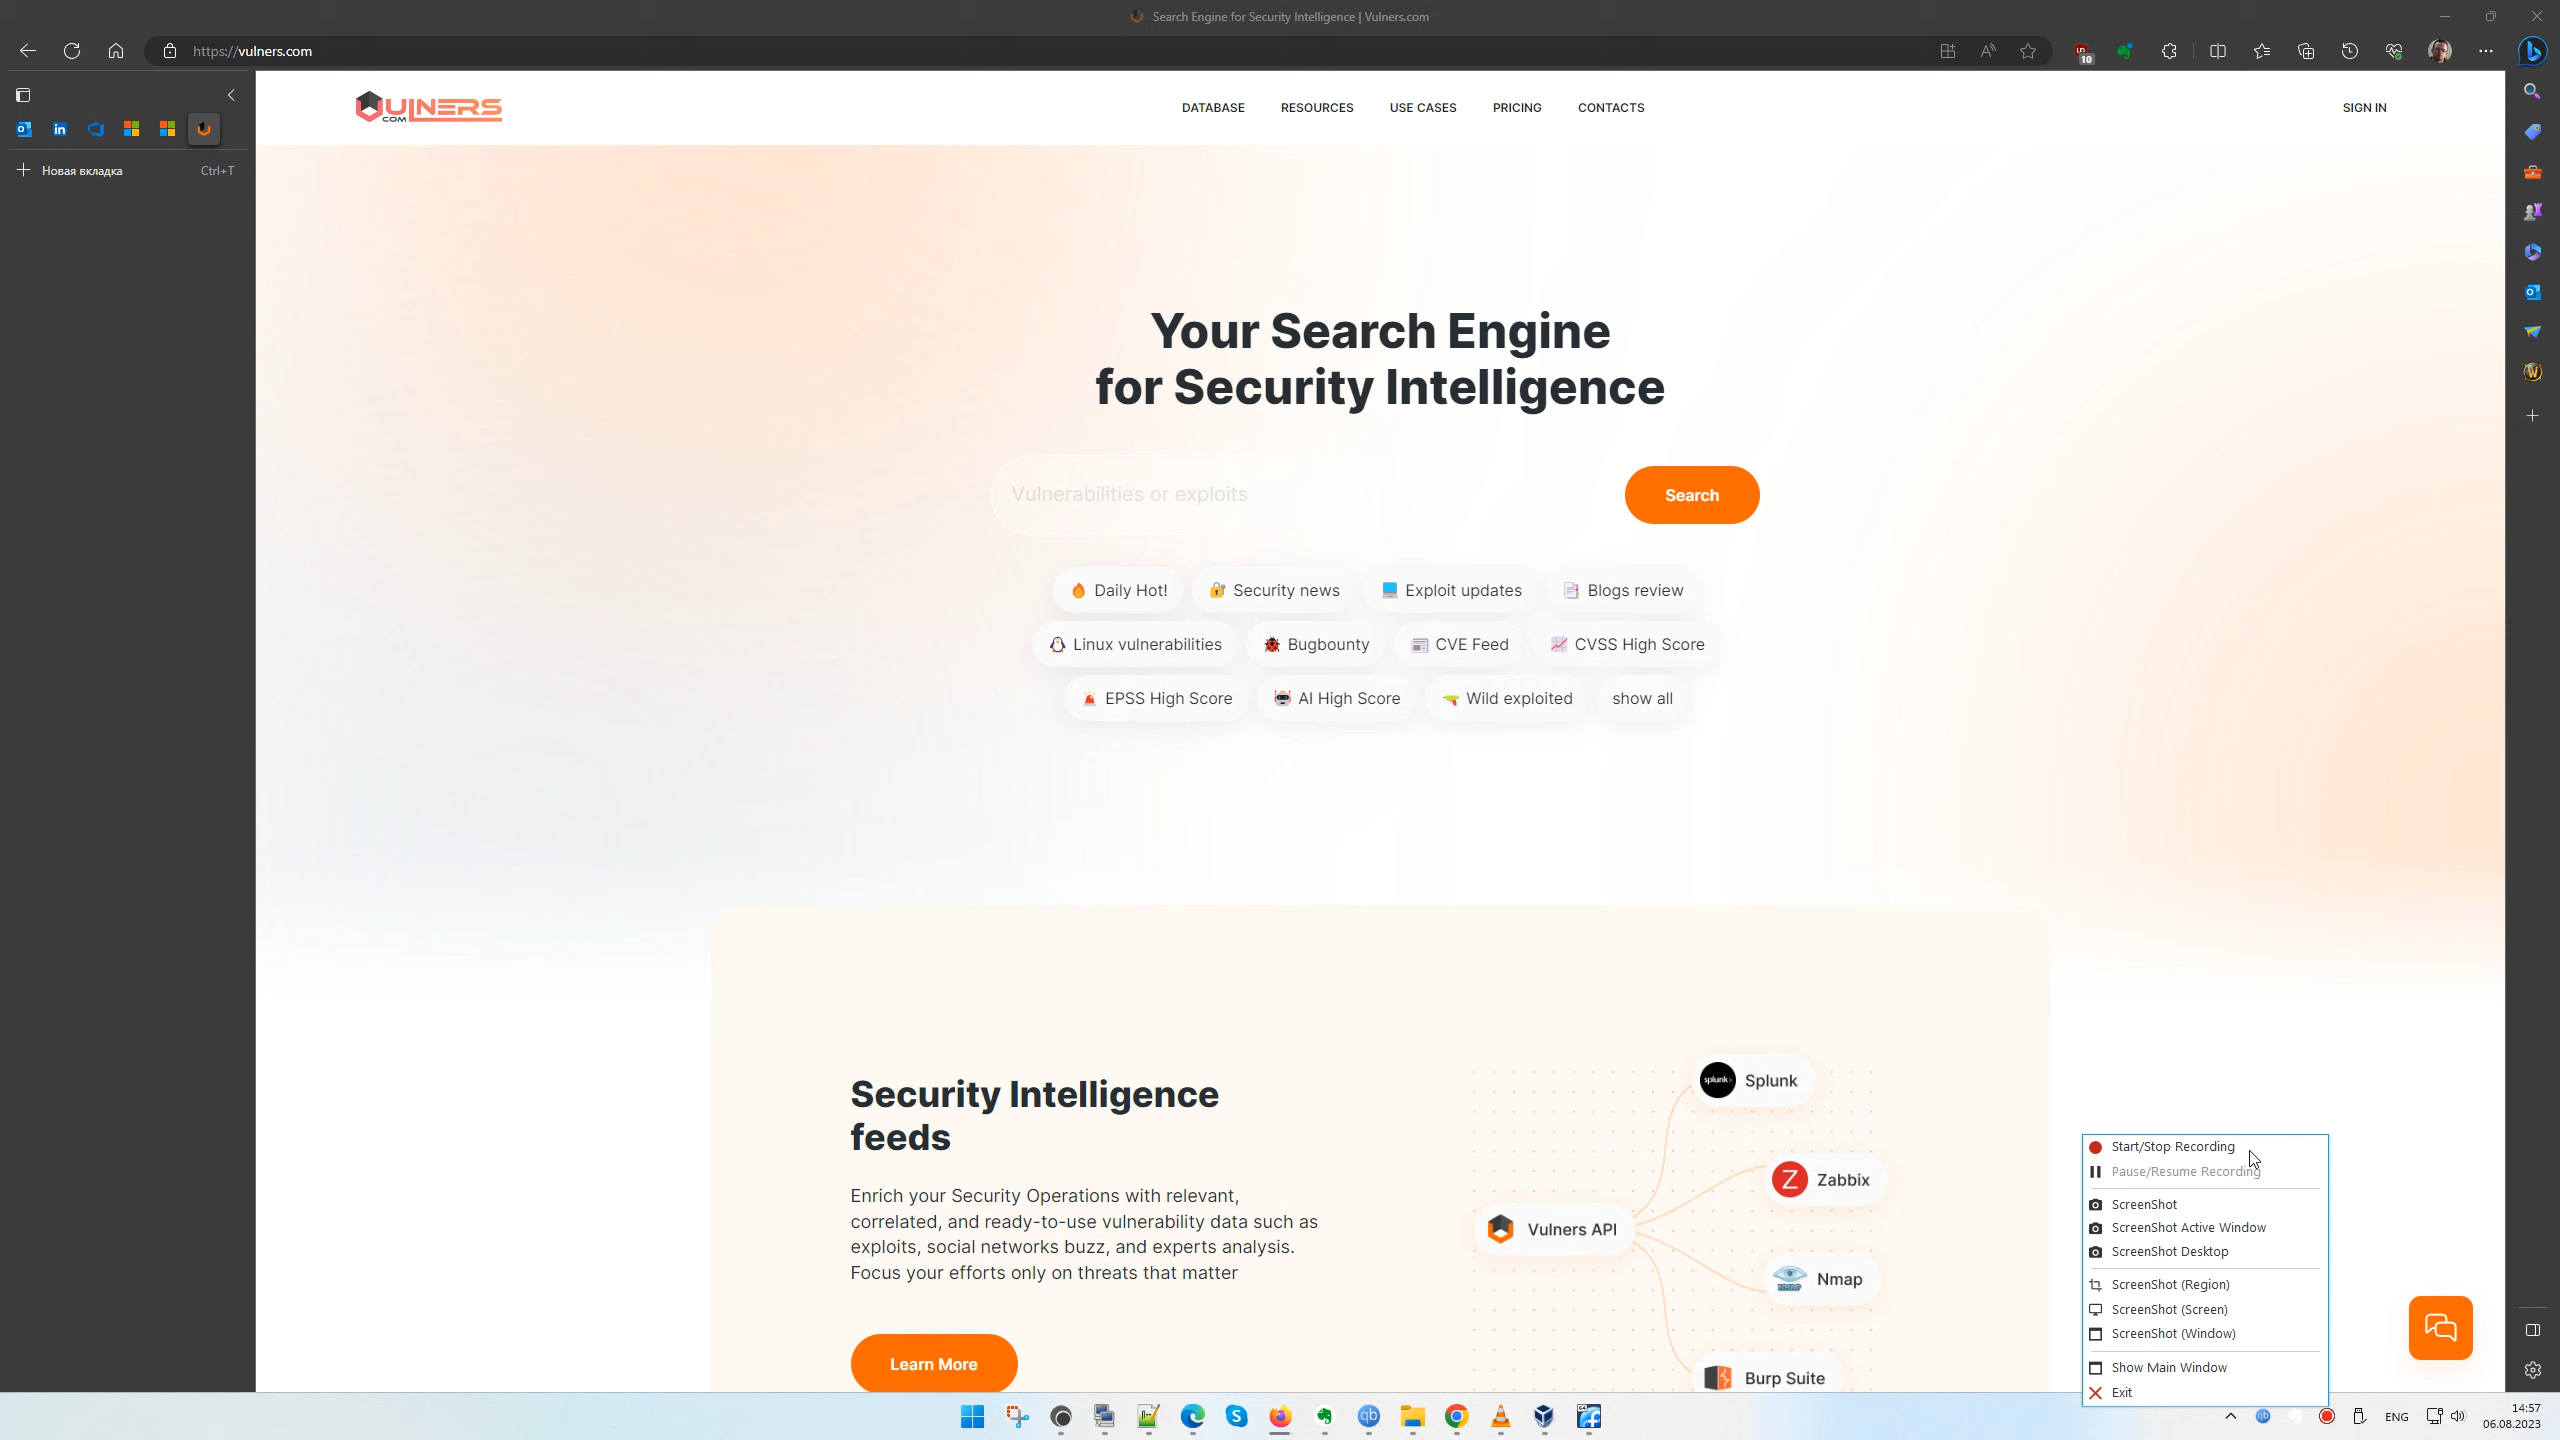 Search Engine for Security Intelligence | Vulners.com
https://vulners.com
10
Новая вкладка Ctrl+T
VULNERS
COM
DATABASE RESOURCES USE CASES PRICING CONTACTS
SIGN IN
Your Search Engine
for Security Intelligence
Vulnerabilities or exploits
Search
Daily Hot! Security news Exploit updates Blogs review
Linux vulnerabilities Bugbounty CVE Feed CVSS High Score
EPSS High Score AI High Score Wild exploited show all
Security Intelligence
feeds
Enrich your Security Operations with relevant,
correlated, and ready-to-use vulnerability data such as
exploits, social networks buzz, and experts analysis.
Focus your efforts only on threats that matter
Learn More
splunk> Splunk
Zabbix
Vulners API
Nmap
Burp Suite
Start/Stop Recording
Pause/Resume Recording
ScreenShot
ScreenShot Active Window
ScreenShot Desktop
ScreenShot (Region)
ScreenShot (Screen)
ScreenShot (Window)
Show Main Window
Exit
ENG
14:57
06.08.2023